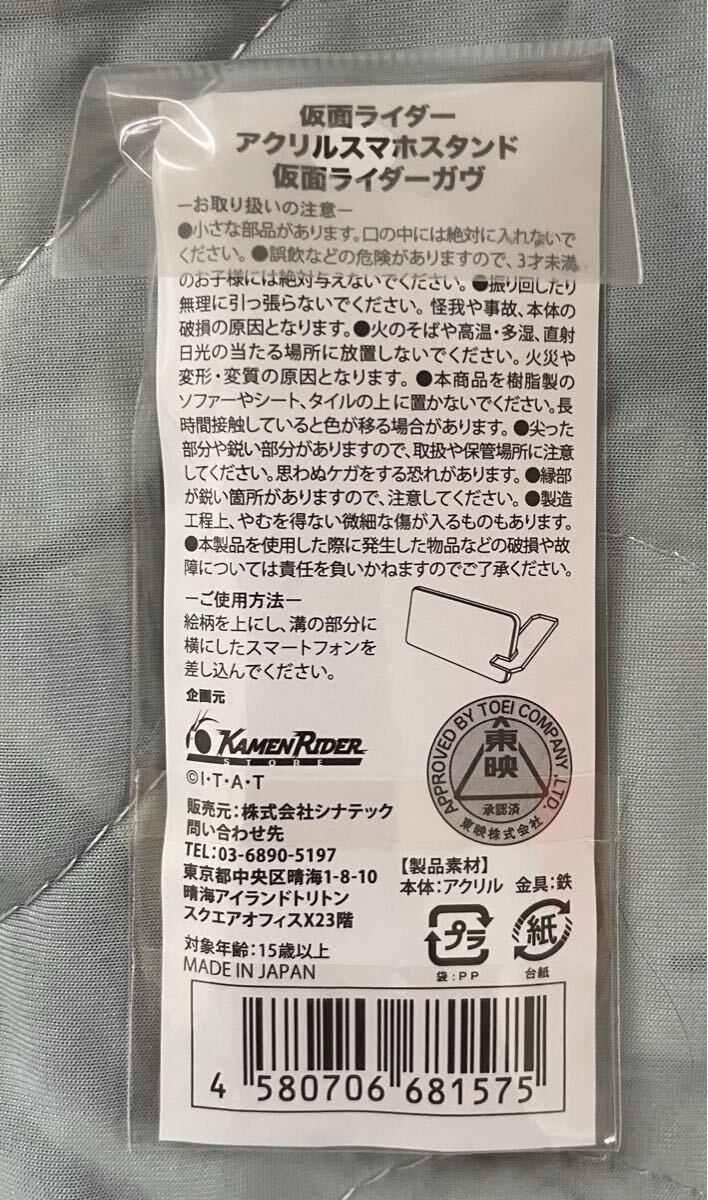 仮面ライダー
アクリルスマホスタンド
仮面ライダーガヴ
―お取り扱いの注意―
●小さな部品があります。口の中には絶対に入れないで
ください。●誤飲などの危険がありますので、3才未満
のお子様には絶対与えないでください。●振り回したり
無理に引っ張らないでください。怪我や事故、本体の
破損の原因となります。●火のそばや高温・多湿、直射
日光の当たる場所に放置しないでください。火災や
変形・変質の原因となります。●本商品を樹脂製の
ソファーやシート、タイルの上に置かないでください。長
時間接触していると色が移る場合があります。●尖った
部分や鋭い部分がありますので、取扱や保管場所に注意
してください。思わぬケガをする恐れがあります。●縁部
が鋭い箇所がありますので、注意してください。●製造
工程上、やむを得ない微細な傷が入るものもあります。
●本製品を使用した際に発生した物品などの破損や故
障については責任を負いかねますのでご了承ください。
―ご使用方法―
絵柄を上にし、溝の部分に
横にしたスマートフォンを
差し込んでください。
企画元
KAMEN RIDER
STORE
©I・T・A・T
APPROVED BY TOEI COMPANY.,LTD.
東映
承認済
東映株式会社
販売元：株式会社シナテック
問い合わせ先
TEL：03-6890-5197
東京都中央区晴海1-8-10
晴海アイランドトリトン
スクエアオフィスX23階
対象年齢：15歳以上
MADE IN JAPAN
【製品素材】
本体：アクリル 金具：鉄
プラ
袋：PP
紙
台紙
4 580706 681575